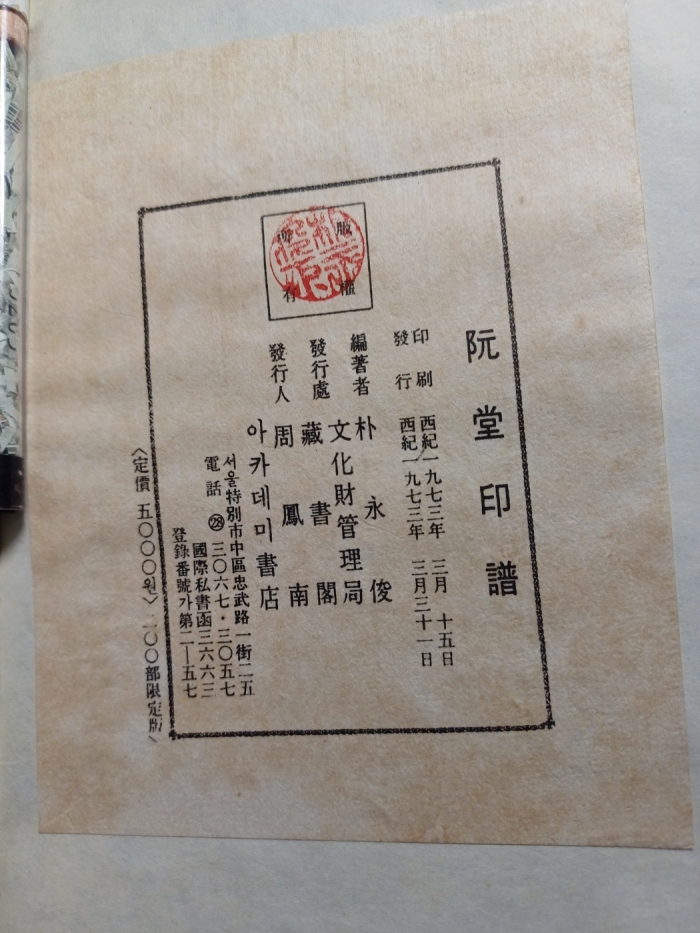 版權
所有
阮堂印譜
印刷 西紀一九七三年 三月 十五日
發行 西紀一九七三年 三月三十一日
編著者 朴永俊
文化財管理局
發行處 藏書閣
發行人 周鳳南
아카데미書店
서울特別市中區忠武路一街二五
電話 ㉘ 三〇六七・三〇五七
國際私書函三六六三
登錄番號가第二—五七
〈定價 五〇〇〇원〉 一〇〇部限定版〉